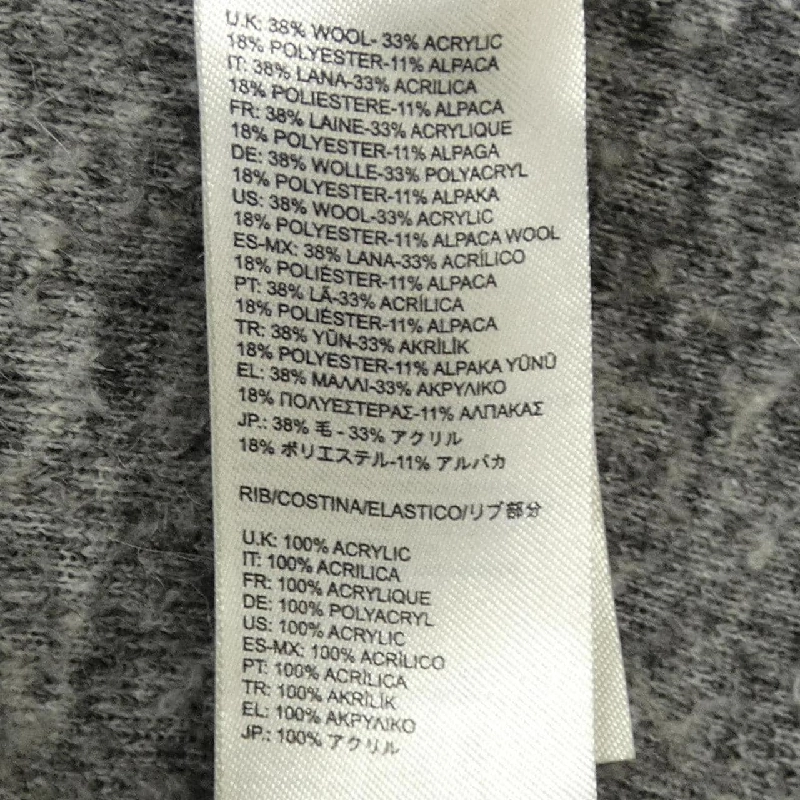 U.K: 38% WOOL- 33% ACRYLIC
18% POLYESTER-11% ALPACA
IT: 38% LANA-33% ACRILICA
18% POLIESTERE-11% ALPACA
FR: 38% LAINE-33% ACRYLIQUE
18% POLYESTER-11% ALPAGA
DE: 38% WOLLE-33% POLYACRYL
18% POLYESTER-11% ALPAKA
US: 38% WOOL-33% ACRYLIC
18% POLYESTER-11% ALPACA WOOL
ES-MX: 38% LANA-33% ACRÍLICO
18% POLIÉSTER-11% ALPACA
PT: 38% LÃ-33% ACRÍLICA
18% POLIÉSTER-11% ALPACA
TR: 38% YÜN-33% AKRİLİK
18% POLYESTER-11% ALPAKA YÜNÜ
EL: 38% ΜΑΛΛΙ-33% ΑΚΡΥΛΙΚΟ
18% ΠΟΛΥΕΣΤΕΡΑΣ-11% ΑΛΠΑΚΑΣ
JP.: 38% 毛 - 33% アクリル
18% ポリエステル-11% アルパカ
RIB/COSTINA/ELASTICO/リブ部分
U.K: 100% ACRYLIC
IT: 100% ACRILICA
FR: 100% ACRYLIQUE
DE: 100% POLYACRYL
US: 100% ACRYLIC
ES-MX: 100% ACRÍLICO
PT: 100% ACRÍLICA
TR: 100% AKRİLİK
EL: 100% ΑΚΡΥΛΙΚΟ
JP.: 100% アクリル